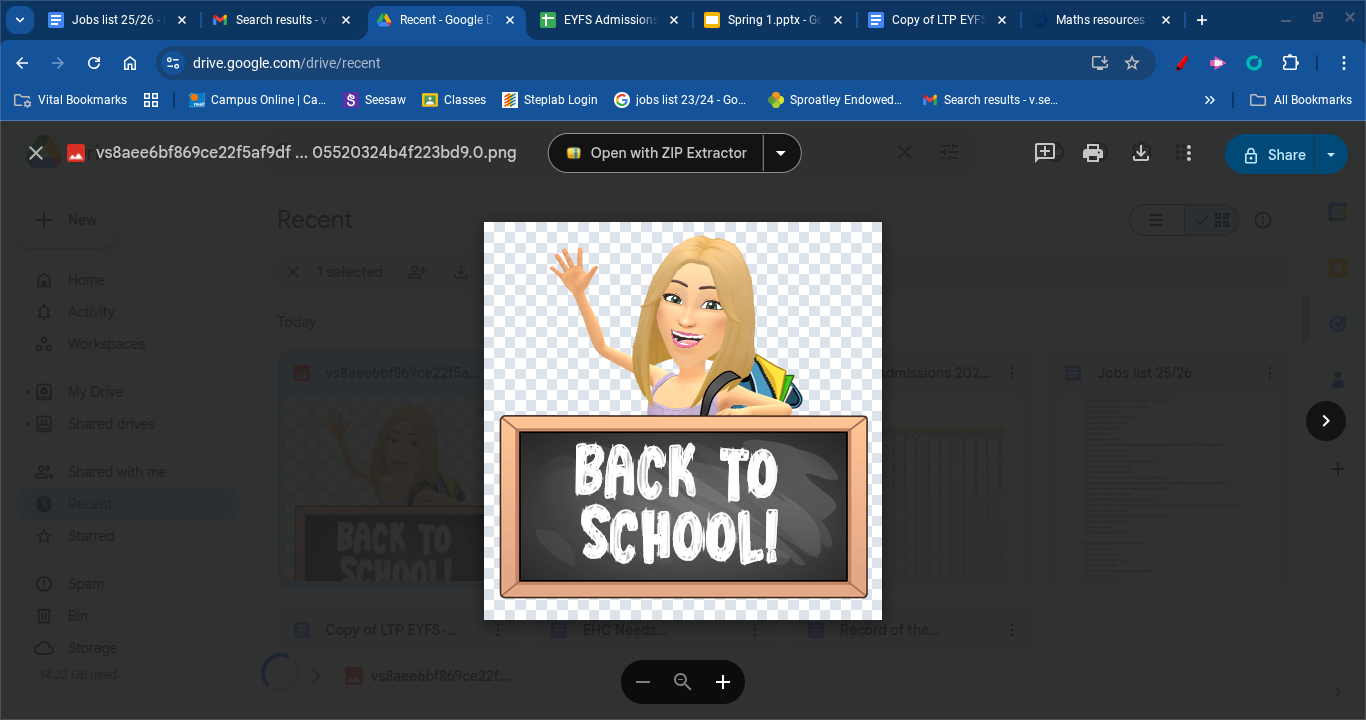 Jobs list 25/26 -
Search results - v.
Recent - Google D
EYFS Admissions
Spring 1.pptx - Go
Copy of LTP EYFS
Maths resources
drive.google.com/drive/recent
Vital Bookmarks
Campus Online | Ca...
Seesaw
Classes
Steplab Login
jobs list 23/24 - Go...
Sproatley Endowed...
Search results - v.se...
All Bookmarks
vs8aee6bf869ce22f5af9df ... 05520324b4f223bd9.0.png
Open with ZIP Extractor
Share
New
Recent
1 selected
Home
Activity
Workspaces
Today
My Drive
Shared drives
vs8aee6bf869ce22f5a...
dmissions 202...
Jobs list 25/26
Shared with me
Recent
Starred
BACK TO
SCHOOL!
BACK TO
SCHOOL!
Spam
Bin
Storage
14.23 GB used
Copy of LTP EYFS-...
EHC Needs...
Record of the...
vs8aee6bf869ce22f...